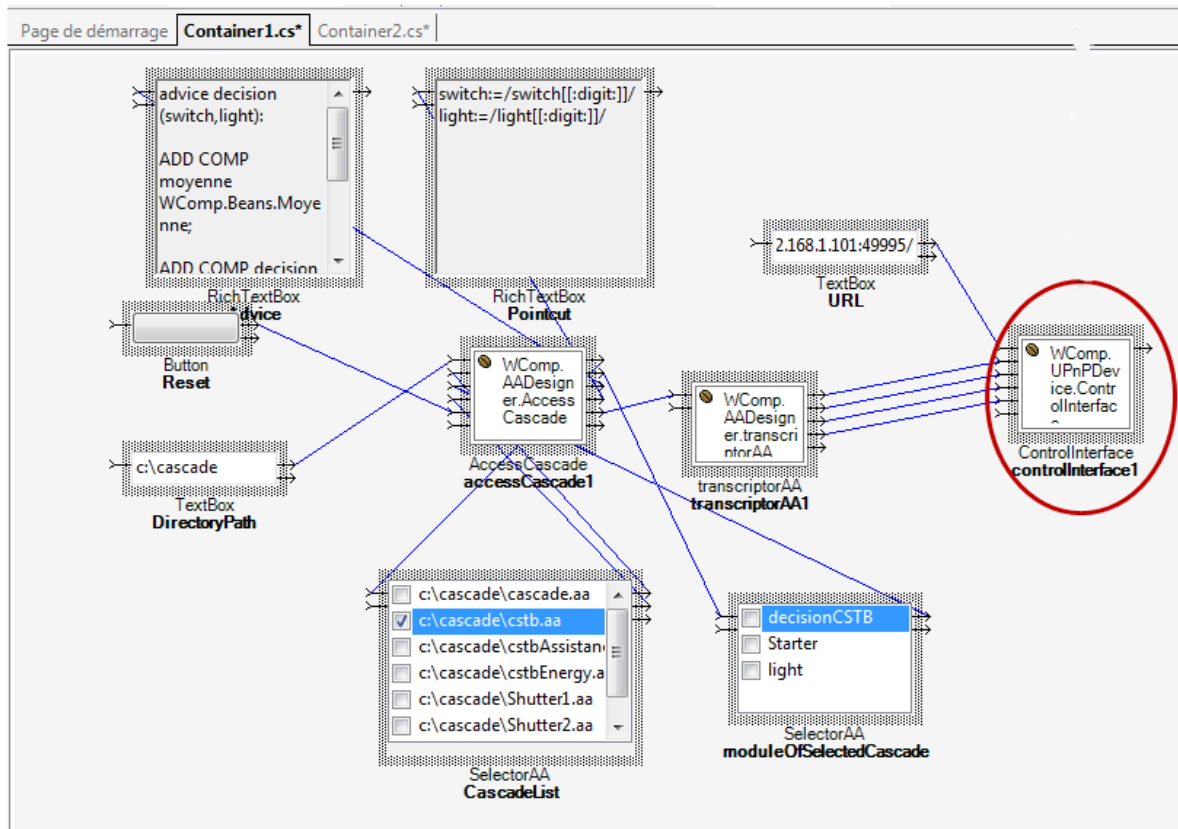 Page de démarrage
Container1.cs*
Container2.cs*
advice decision
(switch,light):
ADD COMP
moyenne
WComp.Beans.Moye
nne;
ADD COMP decision
RichTextBox
Advice
switch:=/switch[[:digit:]]/
light:=/light[[:digit:]]/
RichTextBox
Pointcut
2.168.1.101:49995/
TextBox
URL
Button
Reset
WComp.
AADesign
er.Access
Cascade
AccessCascade
accessCascade1
WComp.
AADesign
er.transcri
ptorAA
transcriptorAA
transcriptorAA1
WComp.
UPnPDev
ice.Contr
olInterfac
ControlInterface
controlInterface1
c:\cascade
TextBox
DirectoryPath
c:\cascade\cascade.aa
c:\cascade\cstb.aa
c:\cascade\cstbAssistan
c:\cascade\cstbEnergy.a
c:\cascade\Shutter1.aa
c:\cascade\Shutter2.aa
SelectorAA
CascadeList
decisionCSTB
Starter
light
SelectorAA
moduleOfSelectedCascade